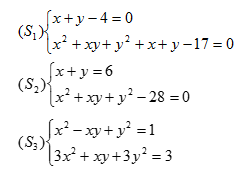 (S₁){x + y − 4 = 0
x² + xy + y² + x + y − 17 = 0
(S₂){x + y = 6
x² + xy + y² − 28 = 0
(S₃){x² − xy + y² = 1
3x² + xy + 3y² = 3